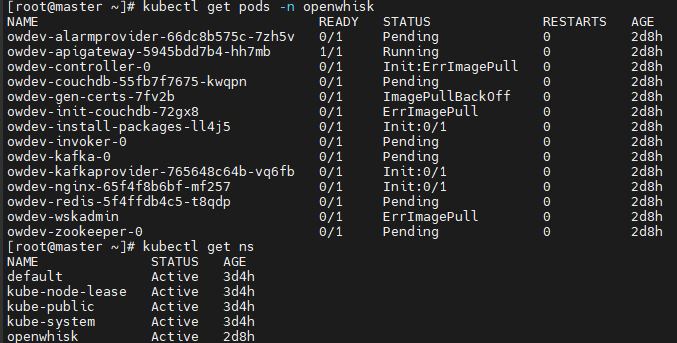 [root@master ~]# kubectl get pods -n openwhisk
NAME READY STATUS RESTARTS AGE
owdev-alarmprovider-66dc8b575c-7zh5v 0/1 Pending 0 2d8h
owdev-apigateway-5945bdd7b4-hh7mb 1/1 Running 0 2d8h
owdev-controller-0 0/1 Init:ErrImagePull 0 2d8h
owdev-couchdb-55fb7f7675-kwqpn 0/1 Pending 0 2d8h
owdev-gen-certs-7fv2b 0/1 ImagePullBackOff 0 2d8h
owdev-init-couchdb-72gx8 0/1 ErrImagePull 0 2d8h
owdev-install-packages-ll4j5 0/1 Init:0/1 0 2d8h
owdev-invoker-0 0/1 Pending 0 2d8h
owdev-kafka-0 0/1 Pending 0 2d8h
owdev-kafkaprovider-765648c64b-vq6fb 0/1 Init:0/1 0 2d8h
owdev-nginx-65f4f8b6bf-mf257 0/1 Init:0/1 0 2d8h
owdev-redis-5f4ffdb4c5-t8qdp 0/1 Pending 0 2d8h
owdev-wskadmin 0/1 ErrImagePull 0 2d8h
owdev-zookeeper-0 0/1 Pending 0 2d8h
[root@master ~]# kubectl get ns
NAME STATUS AGE
default Active 3d4h
kube-node-lease Active 3d4h
kube-public Active 3d4h
kube-system Active 3d4h
openwhisk Active 2d8h